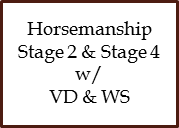 Horsemanship
Stage 2 & Stage 4
w/
VD & WS